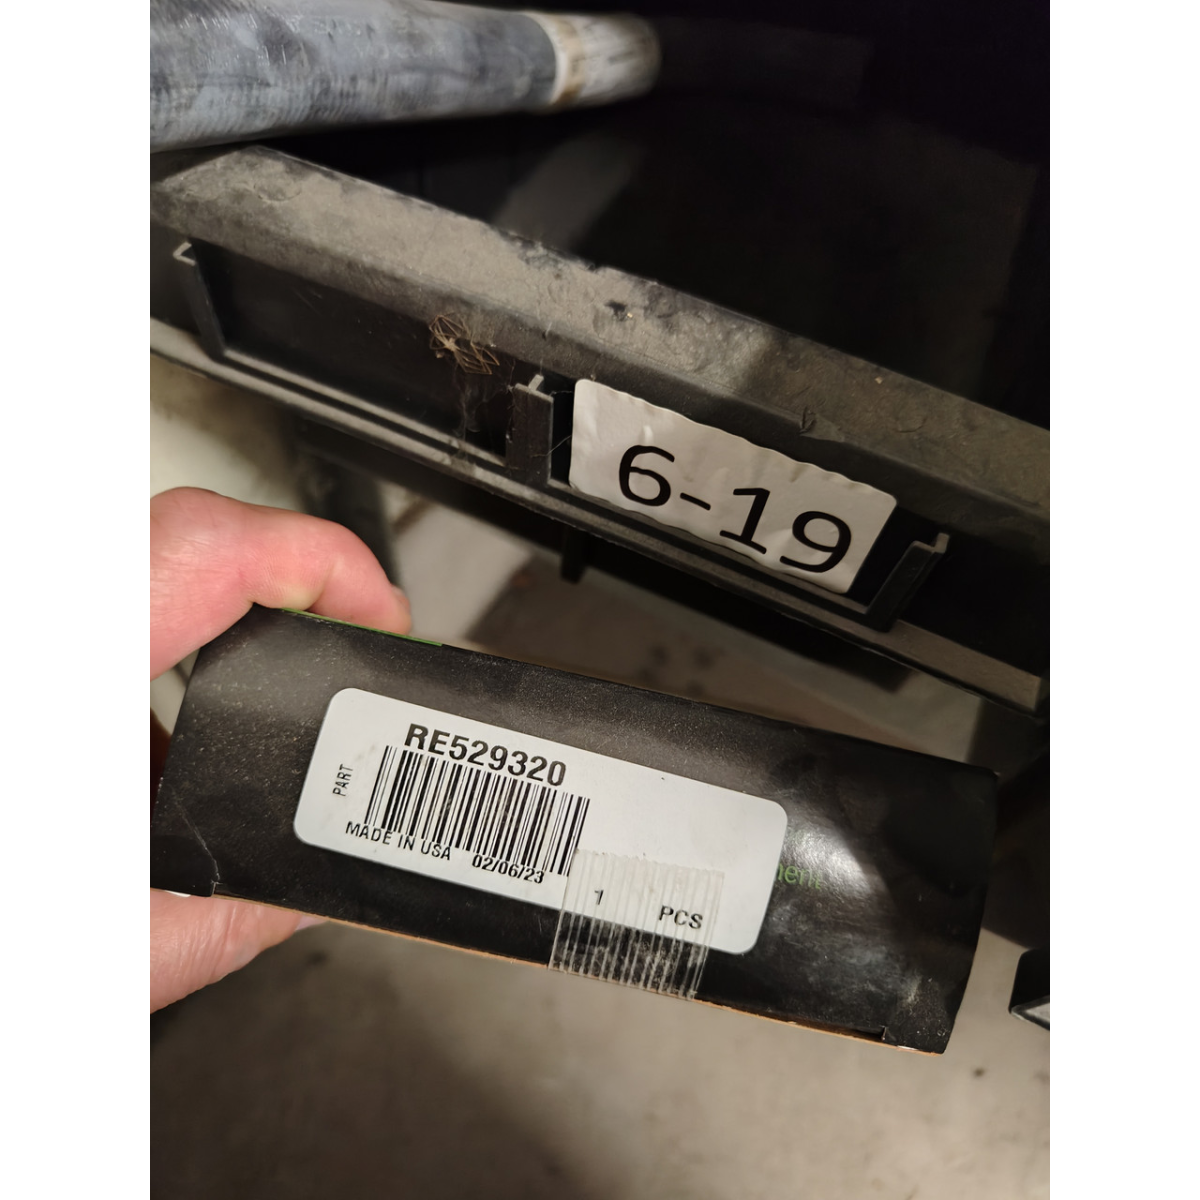 6-19
RE529320
PART
MADE IN USA 02/06/23
1 PCS